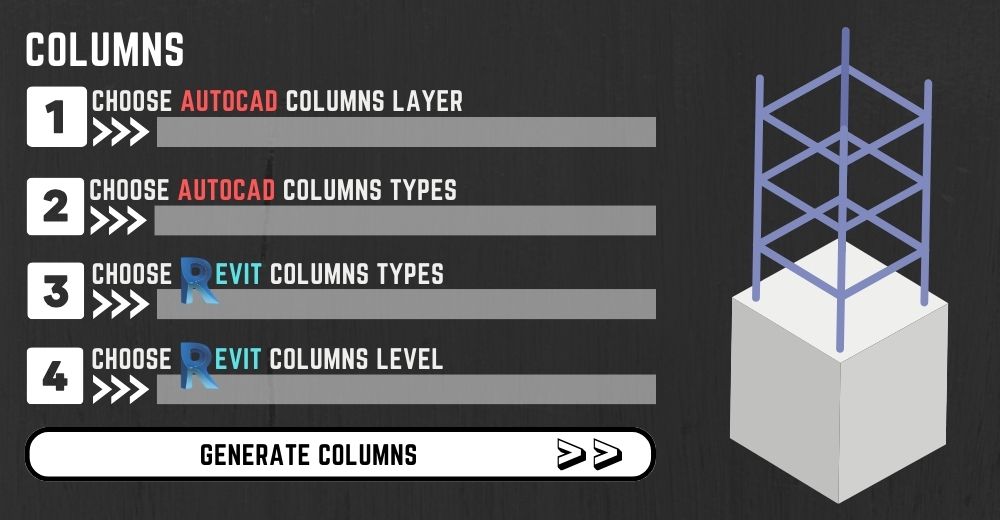 COLUMNS
1 CHOOSE AUTOCAD COLUMNS LAYER
>>>
2 CHOOSE AUTOCAD COLUMNS TYPES
>>>
3 CHOOSE REVIT COLUMNS TYPES
>>>
4 CHOOSE REVIT COLUMNS LEVEL
>>>
GENERATE COLUMNS >>